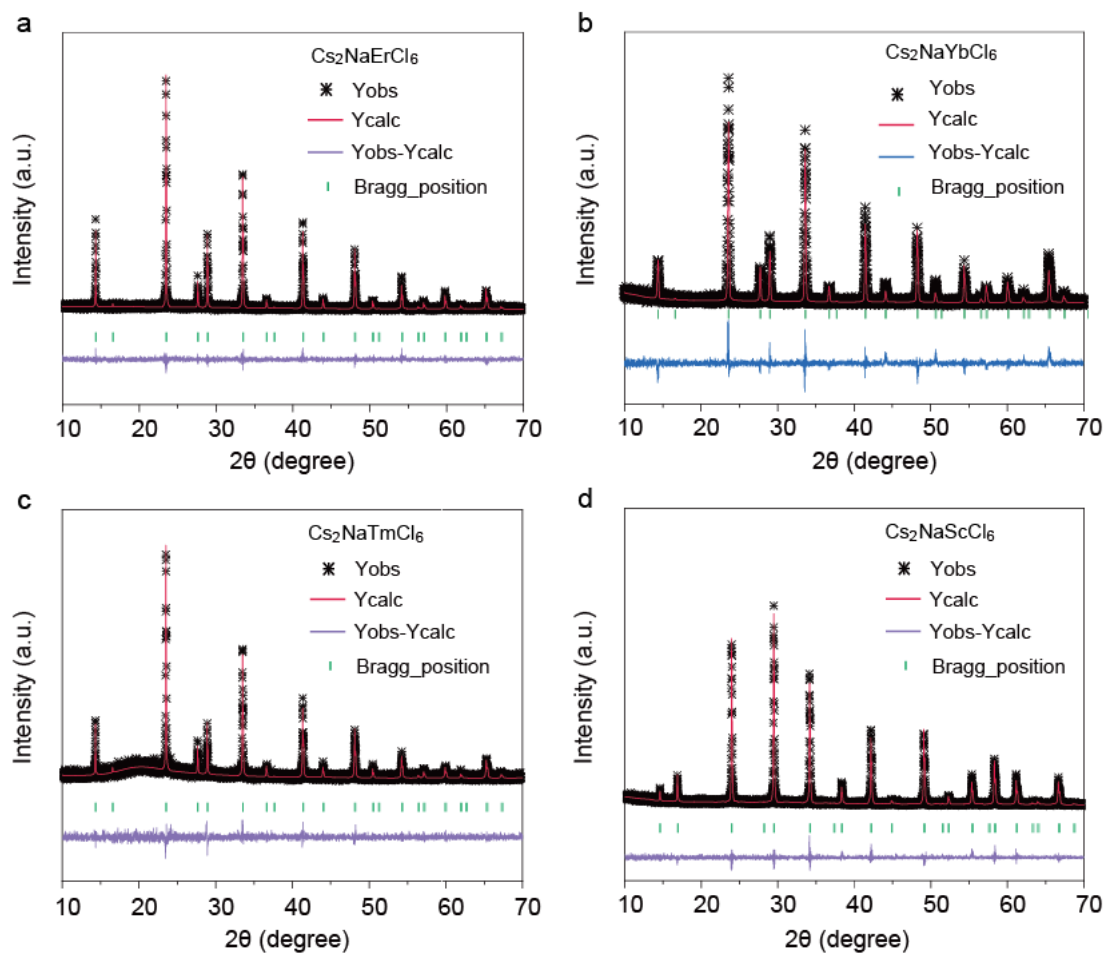 a
Cs2NaErCl6
Yobs
Ycalc
Yobs-Ycalc
Bragg_position
Intensity (a.u.)
10 20 30 40 50 60 70
2θ (degree)
b
Cs2NaYbCl6
Yobs
Ycalc
Yobs-Ycalc
Bragg_position
Intensity (a.u.)
10 20 30 40 50 60 70
2θ (degree)
c
Cs2NaTmCl6
Yobs
Ycalc
Yobs-Ycalc
Bragg_position
Intensity (a.u.)
10 20 30 40 50 60 70
2θ (degree)
d
Cs2NaScCl6
Yobs
Ycalc
Yobs-Ycalc
Bragg_position
Intensity (a.u.)
10 20 30 40 50 60 70
2θ (degree)